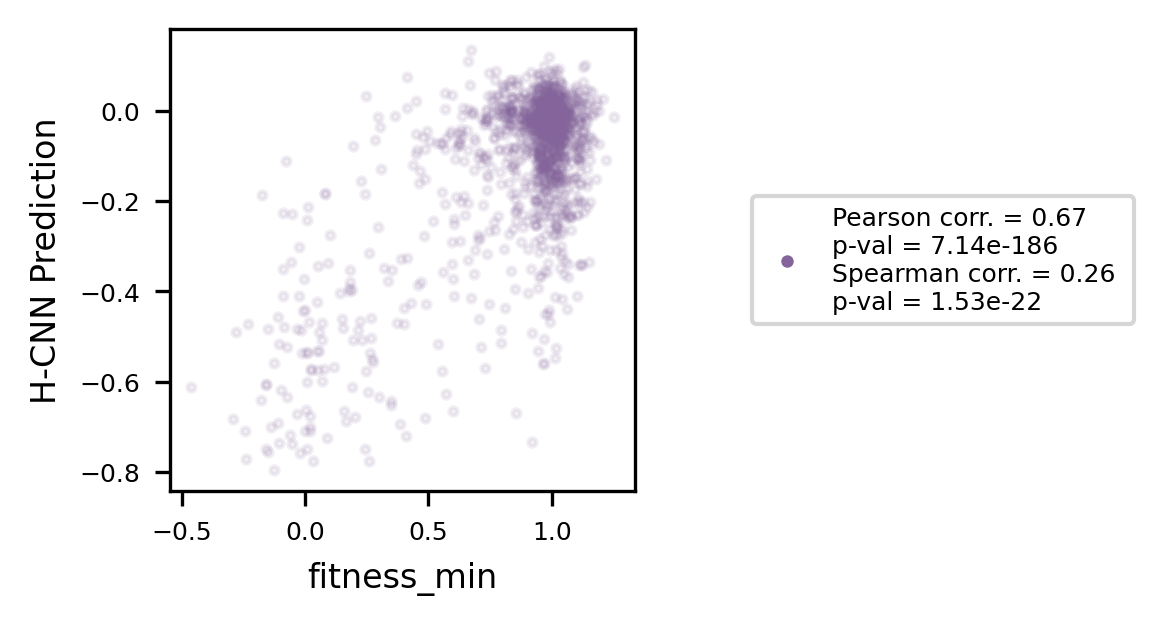 H-CNN Prediction
0.0
−0.2
−0.4
−0.6
−0.8
−0.5 0.0 0.5 1.0
fitness_min
Pearson corr. = 0.67
p-val = 7.14e-186
Spearman corr. = 0.26
p-val = 1.53e-22